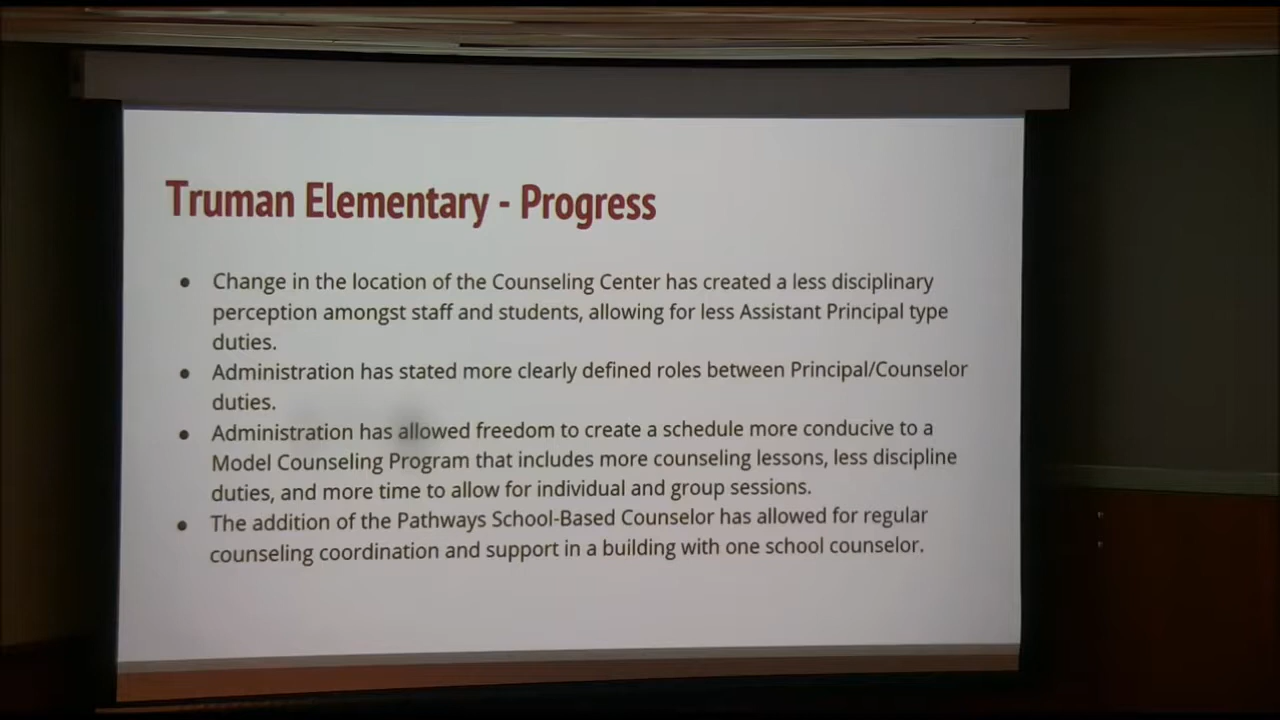 Truman Elementary - Progress
● Change in the location of the Counseling Center has created a less disciplinary
perception amongst staff and students, allowing for less Assistant Principal type
duties.
● Administration has stated more clearly defined roles between Principal/Counselor
duties.
● Administration has allowed freedom to create a schedule more conducive to a
Model Counseling Program that includes more counseling lessons, less discipline
duties, and more time to allow for individual and group sessions.
● The addition of the Pathways School-Based Counselor has allowed for regular
counseling coordination and support in a building with one school counselor.